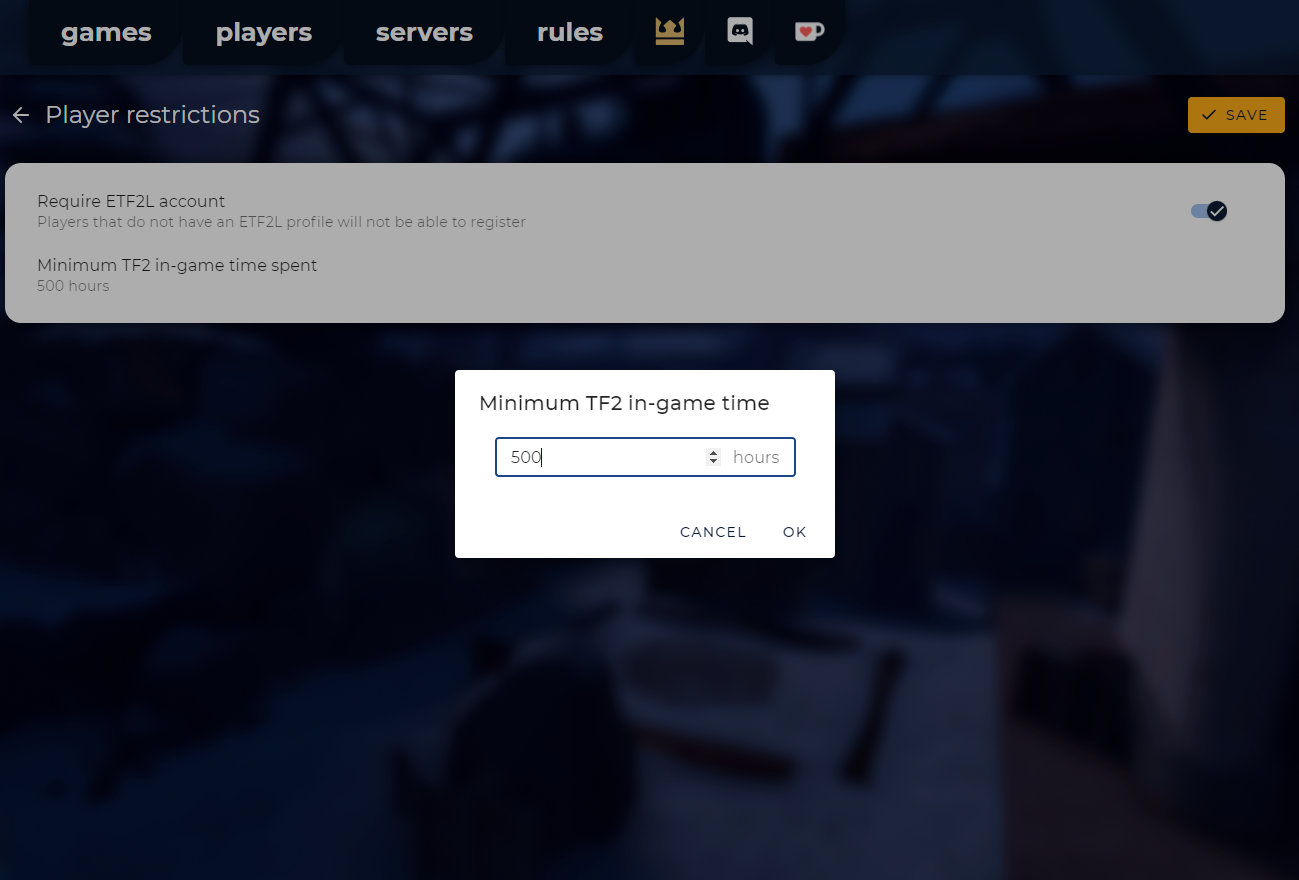 games players servers rules
Player restrictions
SAVE
Require ETF2L account
Players that do not have an ETF2L profile will not be able to register
Minimum TF2 in-game time spent
500 hours
Minimum TF2 in-game time
500 hours
CANCEL OK